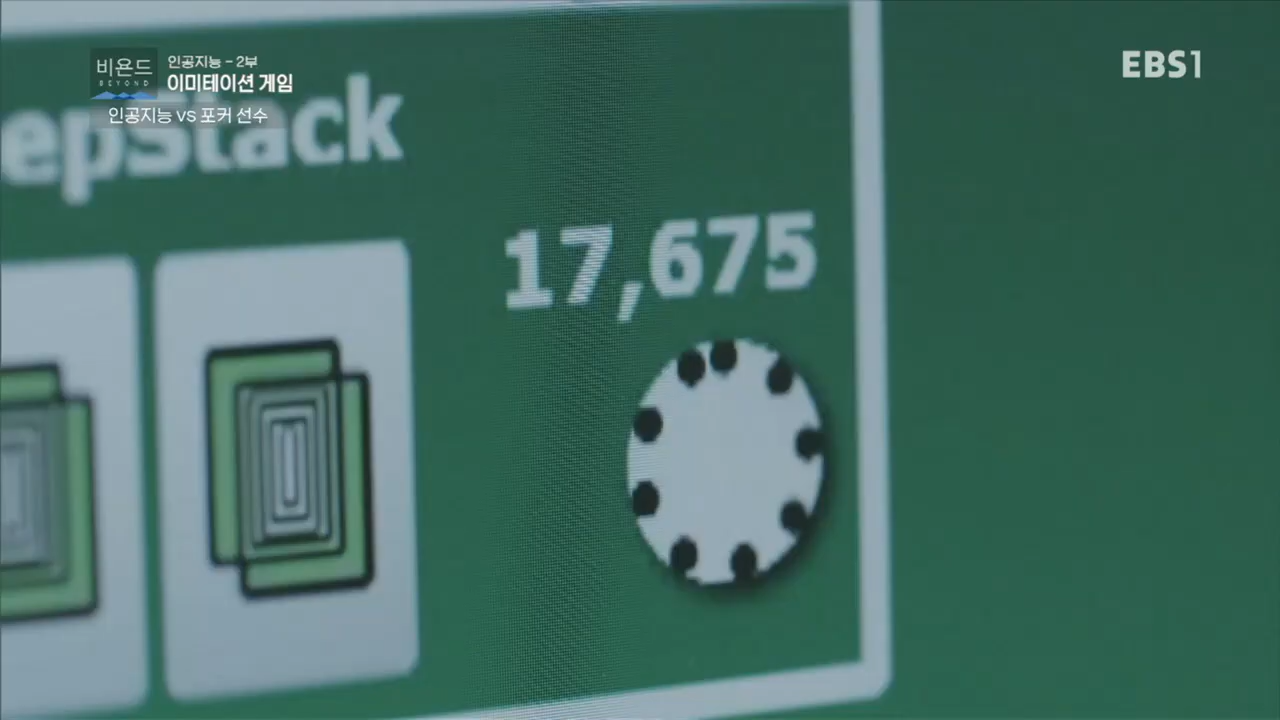 비욘드
BEYOND
인공지능 - 2부
이미테이션 게임
인공지능 vs 포커 선수
EBS1
epStack
17,675